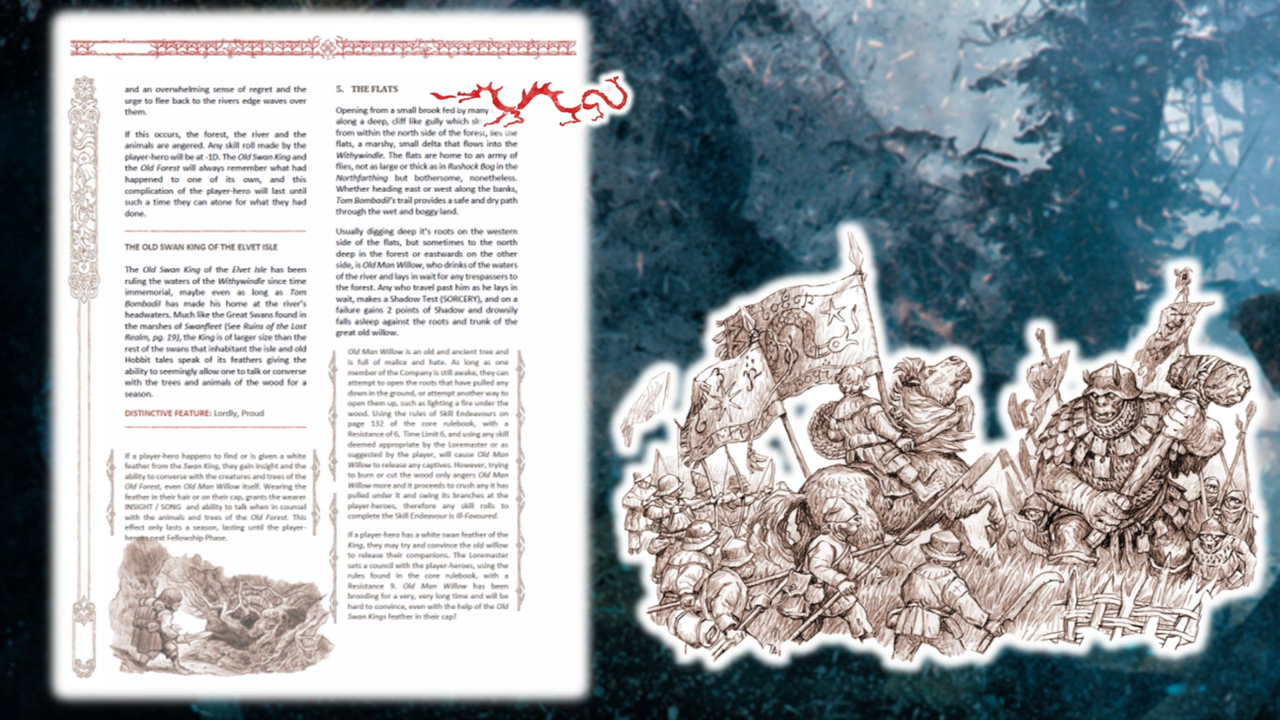 and an overwhelming sense of regret and the
urge to flee back to the rivers edge waves over
them.
If this occurs, the forest, the river and the
animals are angered. Any skill roll made by the
player-hero will be at -1D. The Old Swan King and
the Old Forest will always remember what had
happened to one of its own, and this
complication of the player-hero will last until
such a time they can atone for what they had
done.
THE OLD SWAN KING OF THE ELVET ISLE
The Old Swan King of the Elvet Isle has been
ruling the waters of the Withywindle since time
immemorial, maybe even as long as Tom
Bombadil has made his home at the river's
headwaters. Much like the Great Swans found in
the marshes of Swanfleet (See Ruins of the Lost
Realm, pg. 19), the King is of larger size than the
rest of the swans that inhabitant the isle and old
Hobbit tales speak of its feathers giving the
ability to seemingly allow one to talk or converse
with the trees and animals of the wood for a
season.
DISTINCTIVE FEATURE: Lordly, Proud
If a player-hero happens to find or is given a white
feather from the Swan King, they gain insight and the
ability to converse with the creatures and trees of the
Old Forest, even Old Man Willow itself. Wearing the
feather in their hair or on their cap, grants the wearer
INSIGHT / SONG and ability to talk when in counsel
with the animals and trees of the Old Forest. This
effect only lasts a season, lasting until the player-
heroes next Fellowship Phase.
5. THE FLATS
Opening from a small brook fed by many
along a deep, cliff like gully which
from within the north side of the forest, lies the
flats, a marshy, small delta that flows into the
Withywindle. The flats are home to an army of
flies, not as large or thick as in Rushock Bog in the
Northfarthing but bothersome, nonetheless.
Whether heading east or west along the banks,
Tom Bombadil's trail provides a safe and dry path
through the wet and boggy land.
Usually digging deep it's roots on the western
side of the flats, but sometimes to the north
deep in the forest or eastwards on the other
side, is Old Man Willow, who drinks of the waters
of the river and lays in wait for any trespassers to
the forest. Any who travel past him as he lays in
wait, makes a Shadow Test (SORCERY), and on a
failure gains 2 points of Shadow and drowsily
falls asleep against the roots and trunk of the
great old willow.
Old Man Willow is an old and ancient tree and
is full of malice and hate. As long as one
member of the Company is still awake, they can
attempt to open the roots that have pulled any
down in the ground, or attempt another way to
open them up, such as lighting a fire under the
wood. Using the rules of Skill Endeavours on
page 132 of the core rulebook, with a
Resistance of 6, Time Limit 6, and using any skill
deemed appropriate by the Loremaster or as
suggested by the player, will cause Old Man
Willow to release any captives. However, trying
to burn or cut the wood only angers Old Man
Willow more and it proceeds to crush any it has
pulled under it and swing its branches at the
player-heroes, therefore any skill rolls to
complete the Skill Endeavour is Ill-Favoured.
If a player-hero has a white swan feather of the
King, they may try and convince the old willow
to release their companions. The Loremaster
sets a council with the player-heroes, using the
rules found in the core rulebook, with a
Resistance 9. Old Man Willow has been
brooding for a very, very long time and will be
hard to convince, even with the help of the Old
Swan Kings feather in their cap!